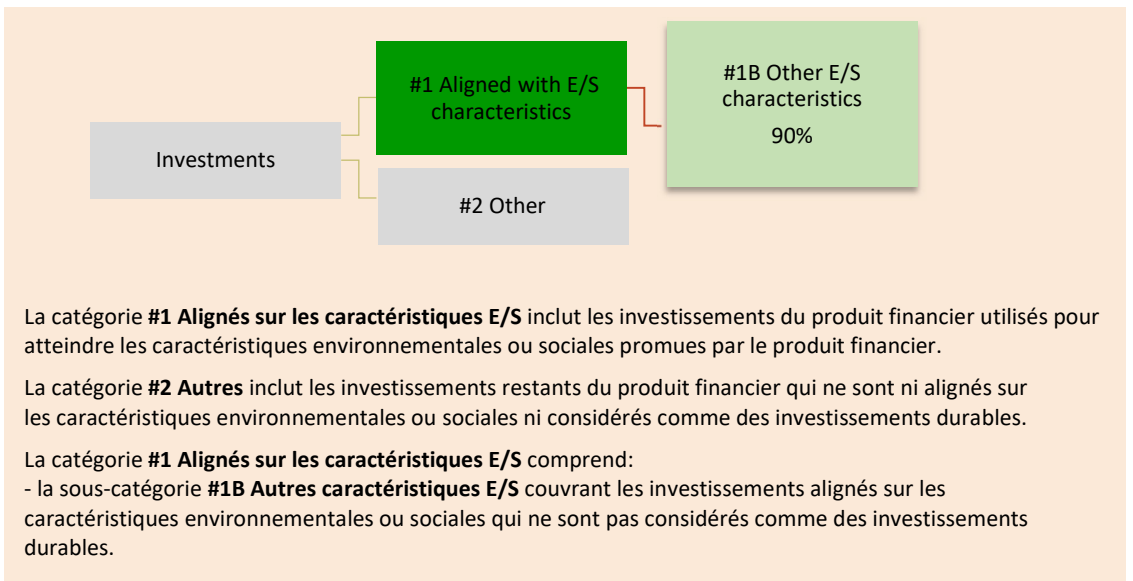 #1 Aligned with E/S
characteristics
#1B Other E/S
characteristics
90%
Investments
#2 Other
La catégorie #1 Alignés sur les caractéristiques E/S inclut les investissements du produit financier utilisés pour
atteindre les caractéristiques environnementales ou sociales promues par le produit financier.
La catégorie #2 Autres inclut les investissements restants du produit financier qui ne sont ni alignés sur
les caractéristiques environnementales ou sociales ni considérés comme des investissements durables.
La catégorie #1 Alignés sur les caractéristiques E/S comprend:
- la sous-catégorie #1B Autres caractéristiques E/S couvrant les investissements alignés sur les
caractéristiques environnementales ou sociales qui ne sont pas considérés comme des investissements
durables.